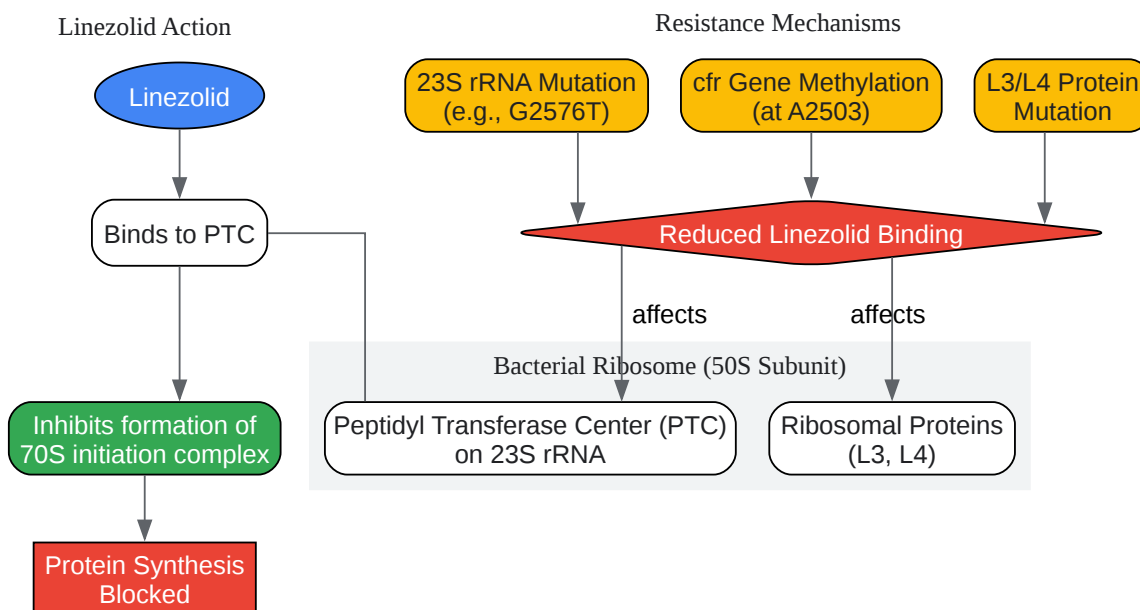 Linezolid Action
Resistance Mechanisms
Linezolid
23S rRNA Mutation
(e.g., G2576T)
cfr Gene Methylation
(at A2503)
L3/L4 Protein
Mutation
Binds to PTC
Reduced Linezolid Binding
affects
affects
Bacterial Ribosome (50S Subunit)
Inhibits formation of
70S initiation complex
Peptidyl Transferase Center (PTC)
on 23S rRNA
Ribosomal Proteins
(L3, L4)
Protein Synthesis
Blocked